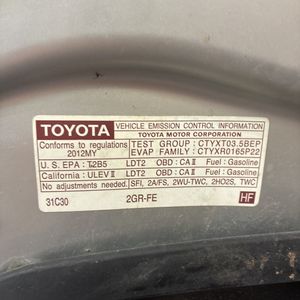 TOYOTA
VEHICLE EMISSION CONTROL INFORMATION
TOYOTA MOTOR CORPORATION
Conforms to regulations 2012MY
TEST GROUP : CTYXT03.5BEP
EVAP FAMILY : CTYXR0165P22
U.S. EPA : T2B5 LDT2 OBD : CA II Fuel : Gasoline
California : ULEV II LDT2 OBD : CA II Fuel : Gasoline
No adjustments needed. SFI, 2A/FS, 2WU-TWC, 2HO2S, TWC
31C30 2GR-FE HF